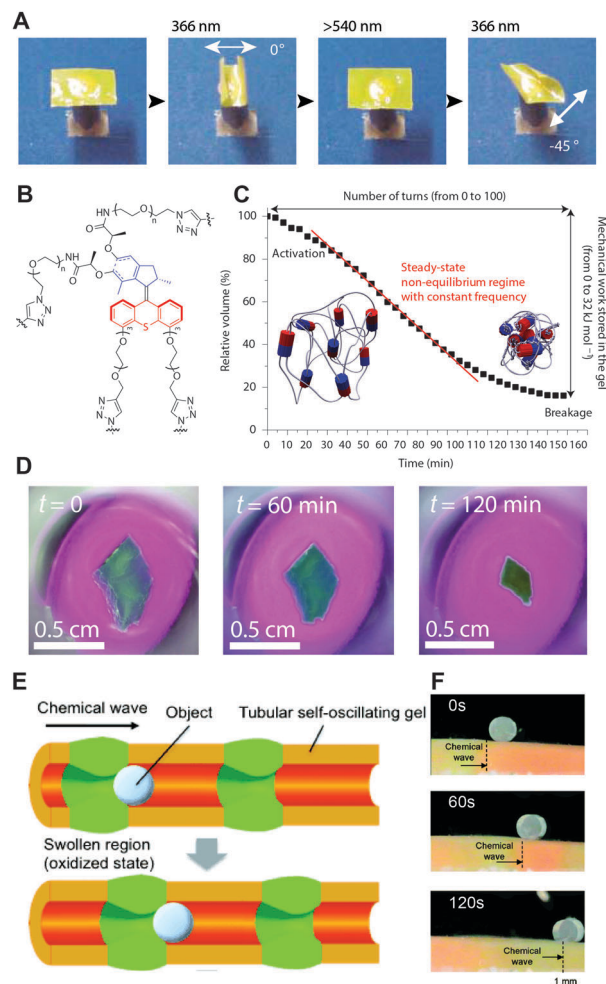 A
366 nm
>540 nm
366 nm
0°
-45 °
B
HN
O
n
N
N=N
O
O
NH
n
O
O
N
N=N
S
3
3
O
O
O
O
N
N=N
N
N=N
C
Number of turns (from 0 to 100)
Relative volume (%)
100
80
60
40
20
0
Activation
Steady-state
non-equilibrium regime
with constant frequency
Breakage
0 10 20 30 40 50 60 70 80 90 100 110 120 130 140 150 160
Time (min)
Mechanical work stored in the gel
(from 0 to 32 kJ mol⁻¹)
D
t = 0
0.5 cm
t = 60 min
0.5 cm
t = 120 min
0.5 cm
E
Chemical wave
Object
Tubular self-oscillating gel
Swollen region
(oxidized state)
F
0s
Chemical
wave
60s
Chemical
wave
120s
Chemical
wave
1 mm